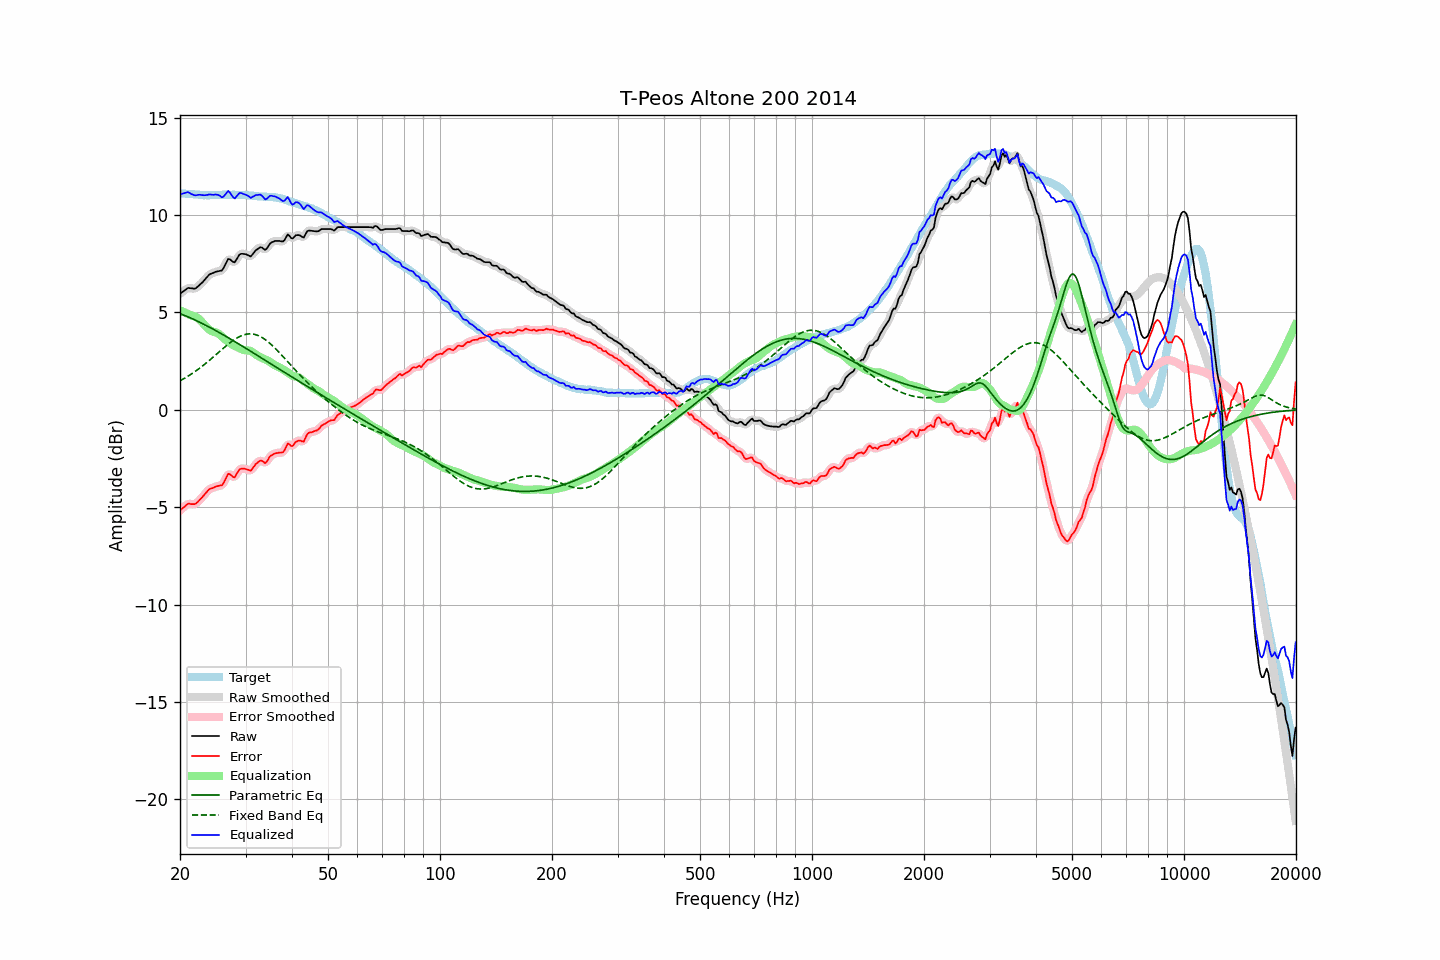 T-Peos Altone 200 2014
15
10
5
0
−5
−10
−15
−20
Amplitude (dBr)
Target
Raw Smoothed
Error Smoothed
Raw
Error
Equalization
Parametric Eq
Fixed Band Eq
Equalized
20 50 100 200 500 1000 2000 5000 10000 20000
Frequency (Hz)